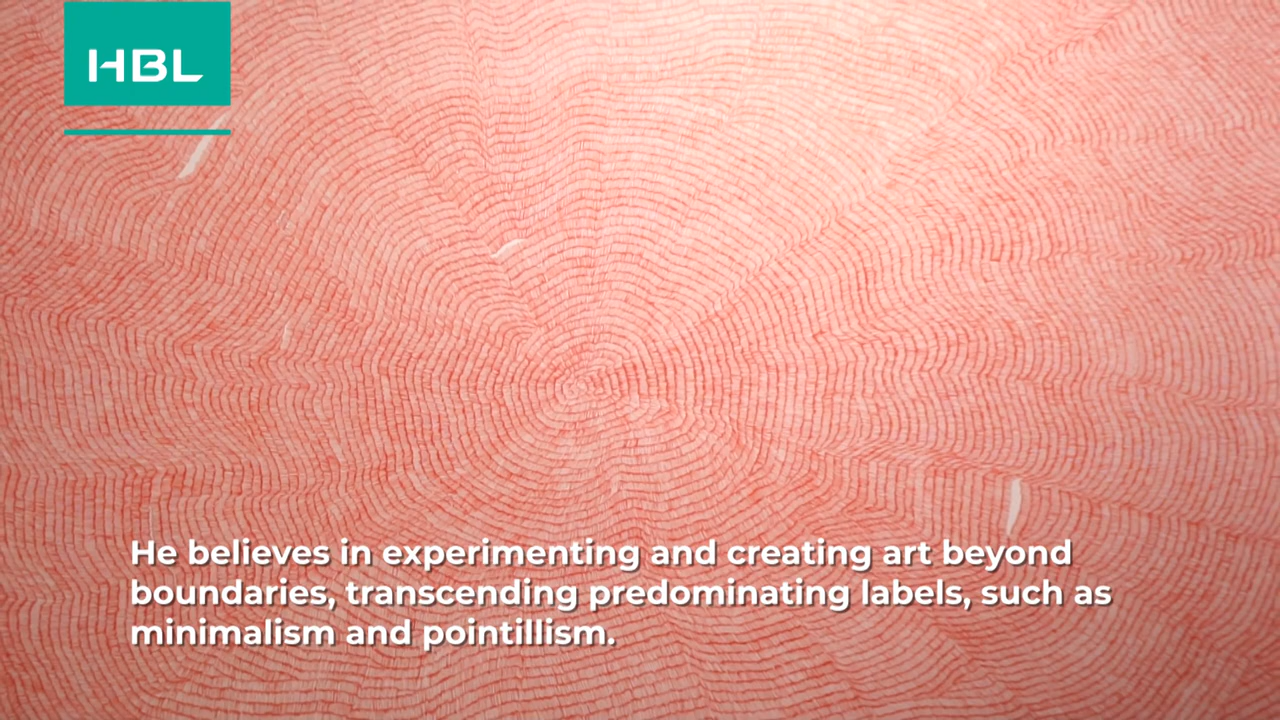 HBL
He believes in experimenting and creating art beyond
boundaries, transcending predominating labels, such as
minimalism and pointillism.